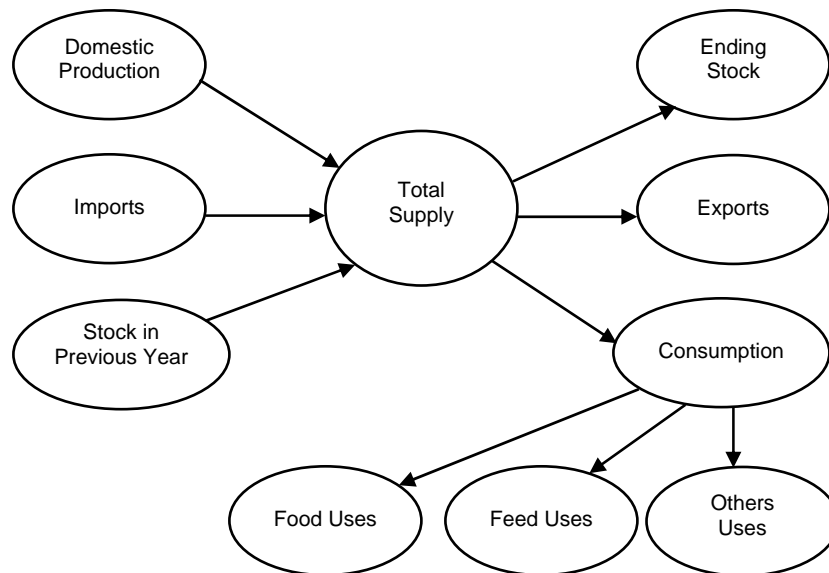 Domestic
Production
Ending
Stock
Imports
Total
Supply
Exports
Stock in
Previous Year
Consumption
Food Uses
Feed Uses
Others
Uses